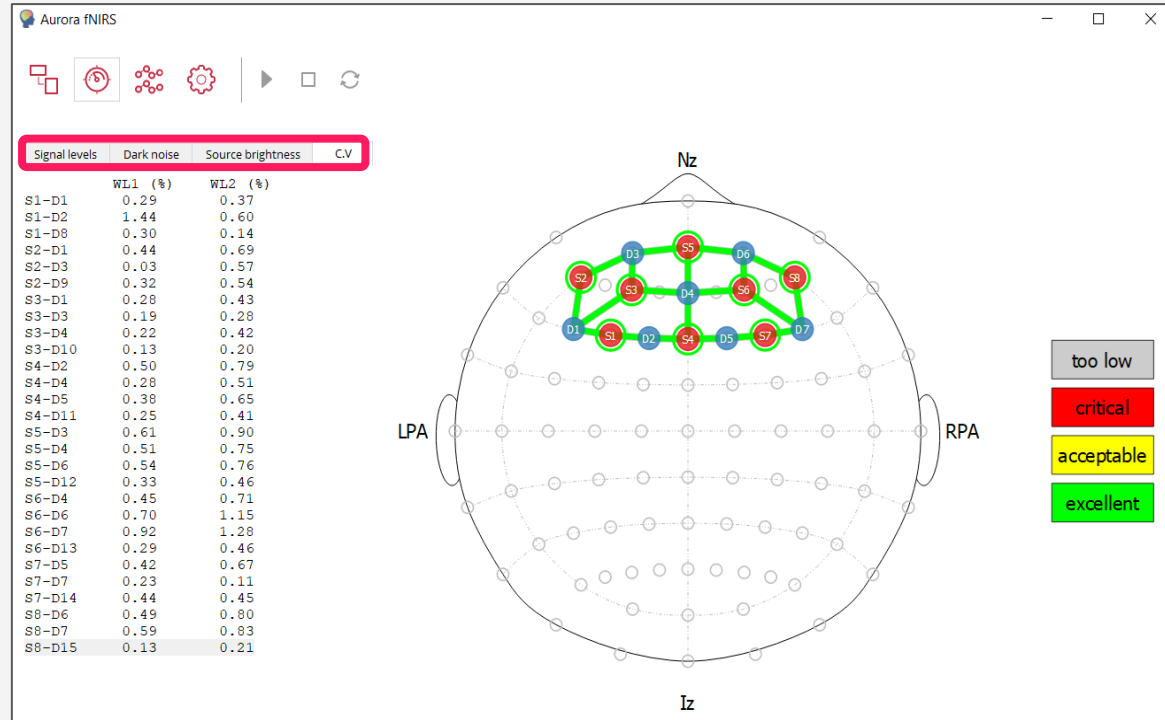 Aurora fNIRS
Signal levels Dark noise Source brightness C.V
WL1 (%) WL2 (%)
S1-D1 0.29 0.37
S1-D2 1.44 0.60
S1-D8 0.30 0.14
S2-D1 0.44 0.69
S2-D3 0.03 0.57
S2-D9 0.32 0.54
S3-D1 0.28 0.43
S3-D3 0.19 0.28
S3-D4 0.22 0.42
S3-D10 0.13 0.20
S4-D2 0.50 0.79
S4-D4 0.28 0.51
S4-D5 0.38 0.65
S4-D11 0.25 0.41
S5-D3 0.61 0.90
S5-D4 0.51 0.75
S5-D6 0.54 0.76
S5-D12 0.33 0.46
S6-D4 0.45 0.71
S6-D6 0.70 1.15
S6-D7 0.92 1.28
S6-D13 0.29 0.46
S7-D5 0.42 0.67
S7-D7 0.23 0.11
S7-D14 0.44 0.45
S8-D6 0.49 0.80
S8-D7 0.59 0.83
S8-D15 0.13 0.21
Nz
D3 S5 D6
S2 S8
S3 D4 S6
D1 S1 D2 S4 D5 S7 D7
LPA RPA
Iz
too low
critical
acceptable
excellent